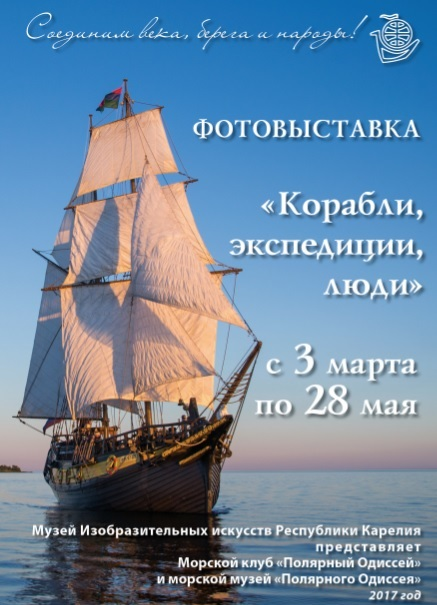 Соединим века, берега и народы!
ФОТОВЫСТАВКА
«Корабли,
экспедиции,
люди»
с 3 марта
по 28 мая
Музей Изобразительных искусств Республики Карелия
представляет
Морской клуб «Полярный Одиссей»
и морской музей «Полярного Одиссея»
2017 год